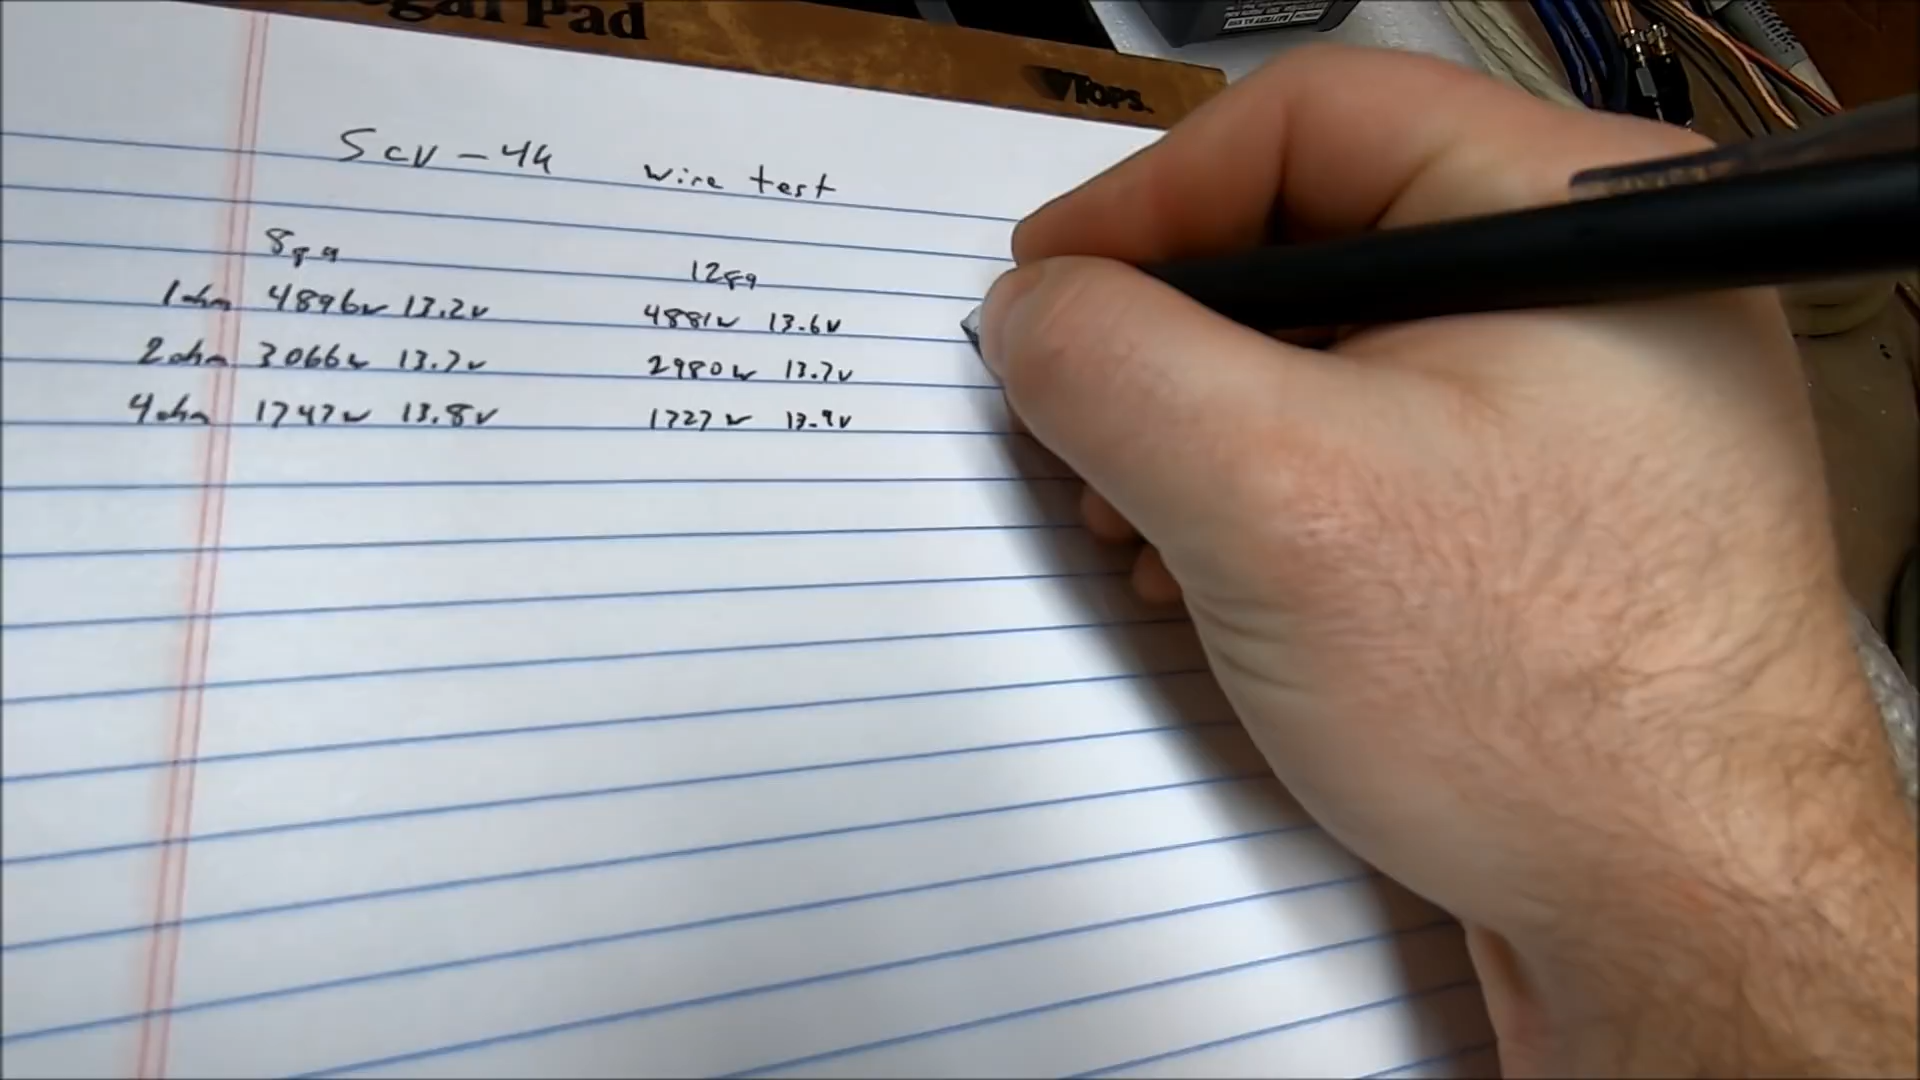 egal Pad
TOPS.
Scv-44 wire test
8ga 12ga
1ohm 4896w 13.2v 4881w 13.6v
2ohm 3066w 13.7v 2980w 13.7v
4ohm 1747w 13.8v 1727w 13.9v